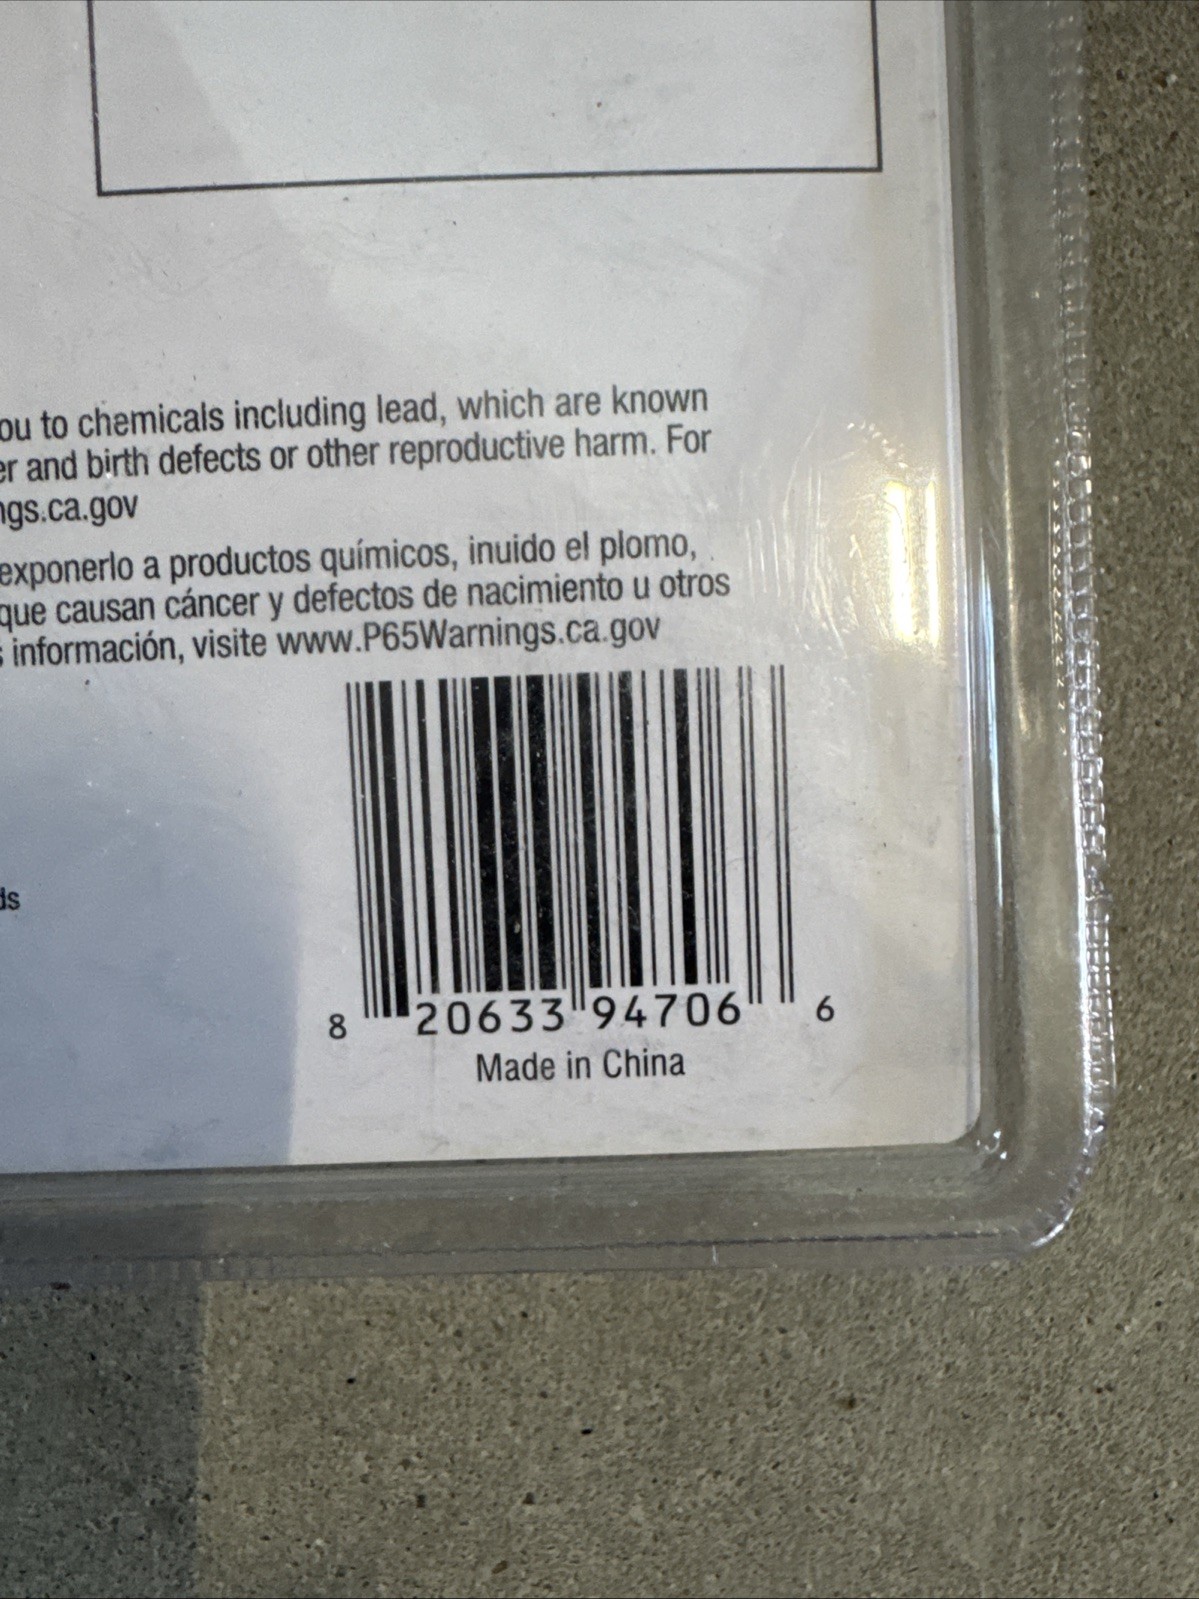 ou to chemicals including lead, which are known
er and birth defects or other reproductive harm. For
ngs.ca.gov
exponerlo a productos químicos, inuido el plomo,
que causan cáncer y defectos de nacimiento u otros
s información, visite www.P65Warnings.ca.gov
ds
8 20633 94706 6
Made in China